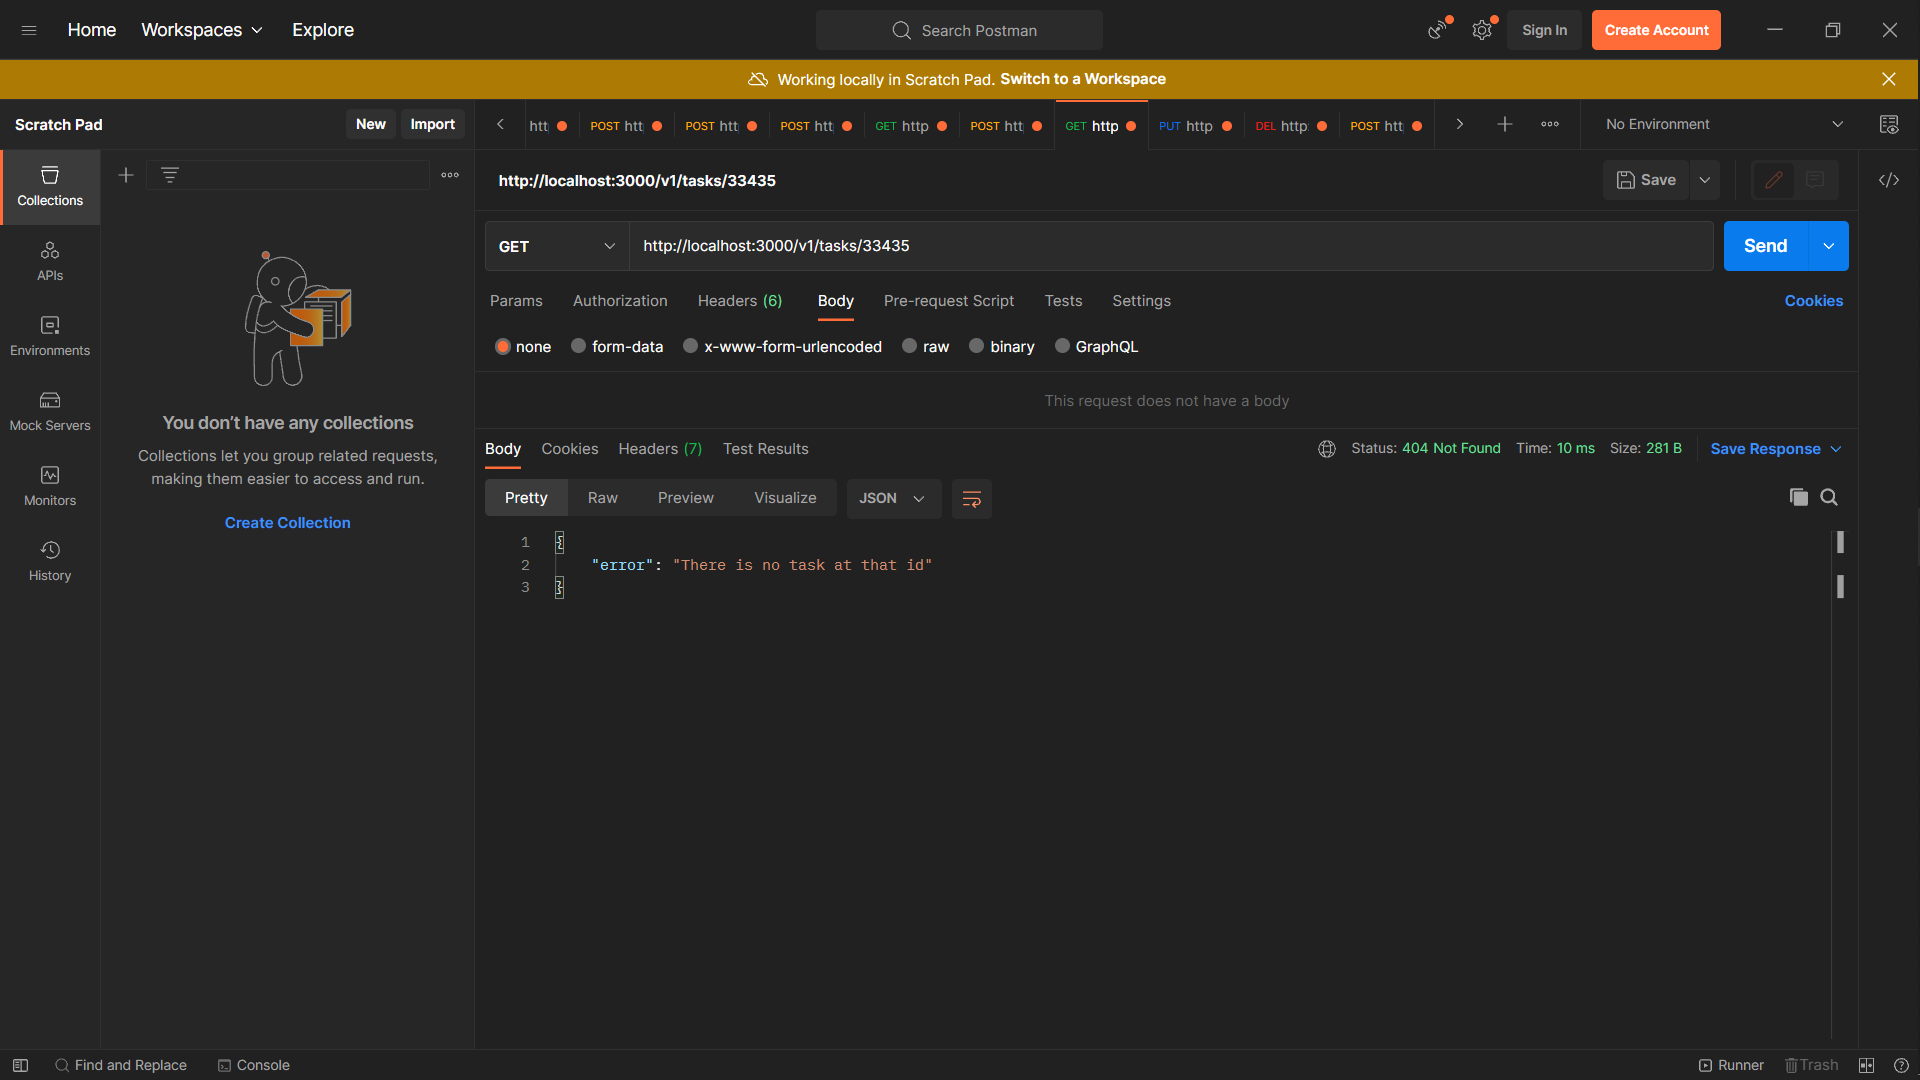 Home Workspaces Explore Search Postman Sign In Create Account
Working locally in Scratch Pad. Switch to a Workspace
Scratch Pad New Import
htt POST htt POST htt POST htt GET http POST htt GET http PUT http DEL http POST htt No Environment
http://localhost:3000/v1/tasks/33435 Save
Collections
APIs
Environments
Mock Servers
Monitors
History
You don’t have any collections
Collections let you group related requests,
making them easier to access and run.
Create Collection
GET http://localhost:3000/v1/tasks/33435 Send
Params Authorization Headers (6) Body Pre-request Script Tests Settings Cookies
none form-data x-www-form-urlencoded raw binary GraphQL
This request does not have a body
Body Cookies Headers (7) Test Results Status: 404 Not Found Time: 10 ms Size: 281 B Save Response
Pretty Raw Preview Visualize JSON
1 {
2 "error": "There is no task at that id"
3 }
Find and Replace Console Runner Trash